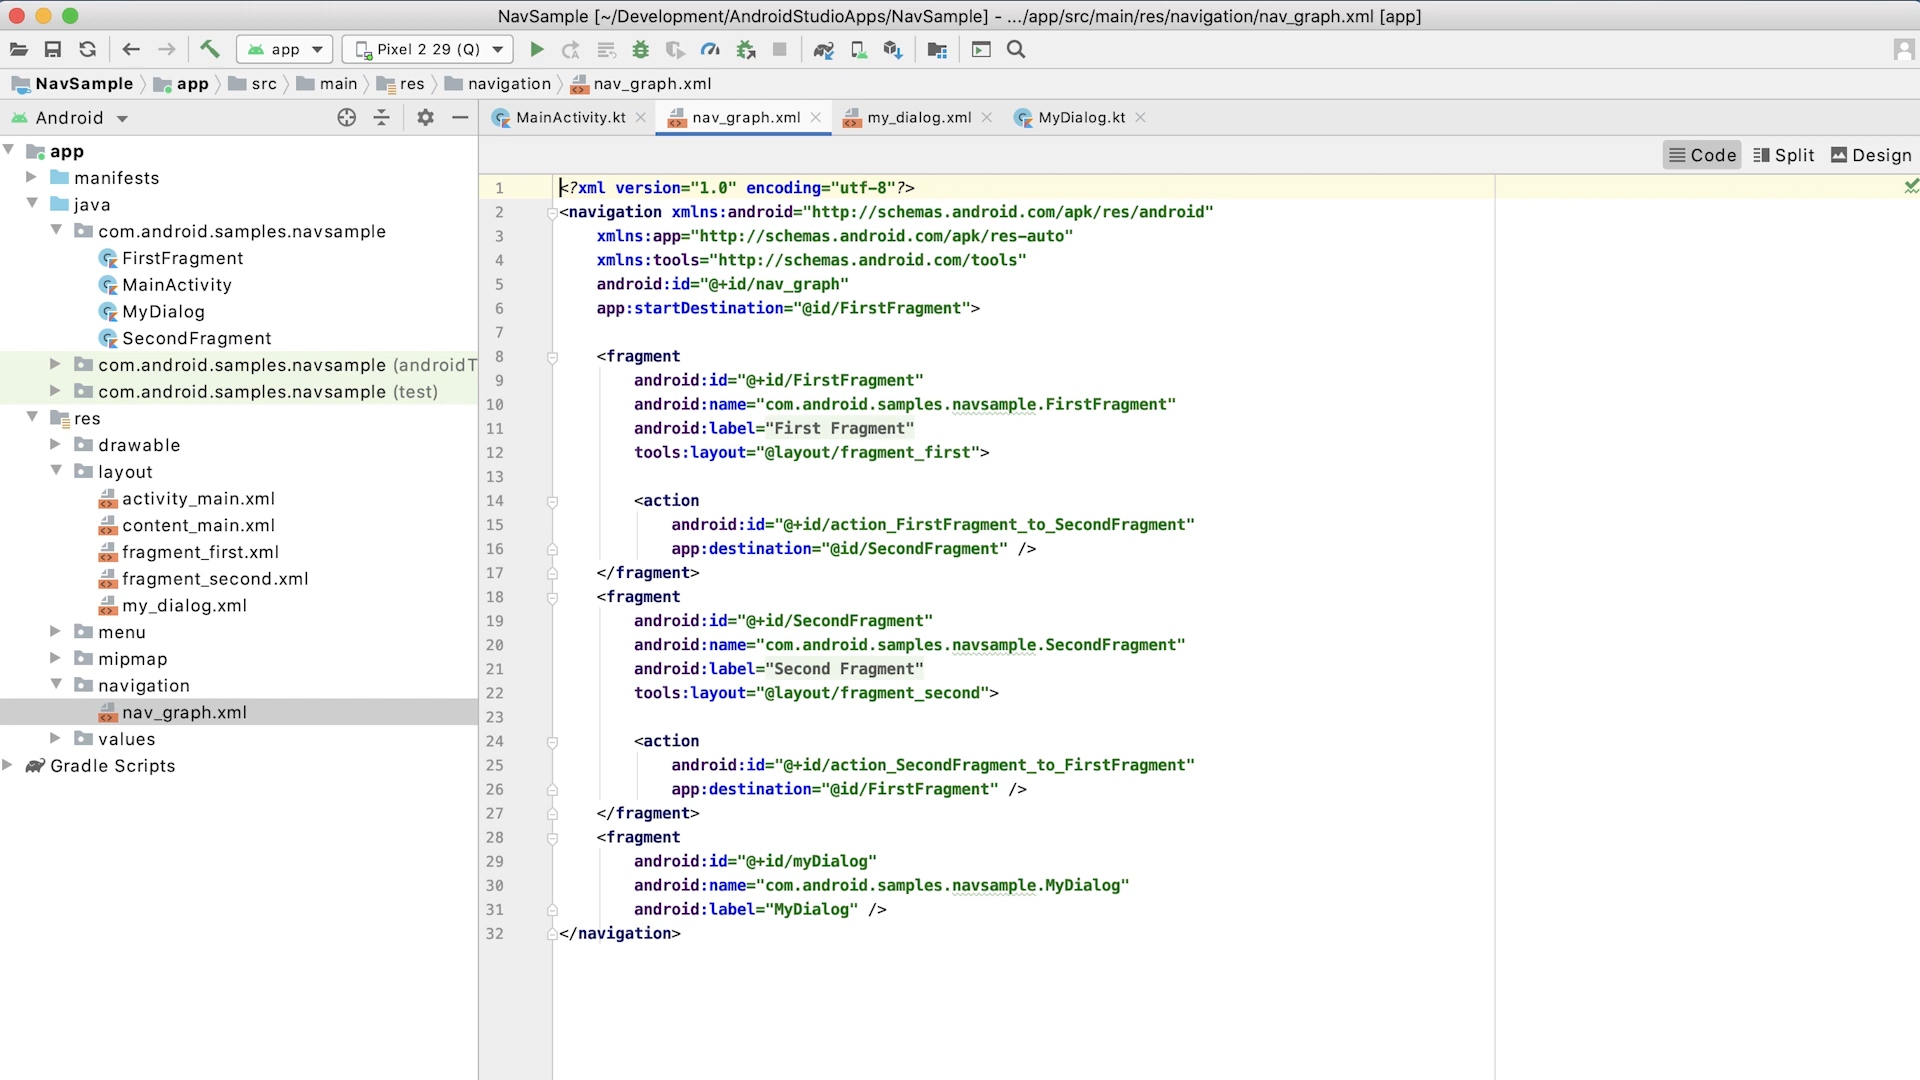 NavSample [~/Development/AndroidStudioApps/NavSample] - .../app/src/main/res/navigation/nav_graph.xml [app]
app
Pixel 2 29 (Q)
NavSample app src main res navigation nav_graph.xml
Android
MainActivity.kt nav_graph.xml my_dialog.xml MyDialog.kt
Code Split Design
app
manifests
java
com.android.samples.navsample
FirstFragment
MainActivity
MyDialog
SecondFragment
com.android.samples.navsample (androidT
com.android.samples.navsample (test)
res
drawable
layout
activity_main.xml
content_main.xml
fragment_first.xml
fragment_second.xml
my_dialog.xml
menu
mipmap
navigation
nav_graph.xml
values
Gradle Scripts
1 <?xml version="1.0" encoding="utf-8"?>
2 <navigation xmlns:android="http://schemas.android.com/apk/res/android"
3 xmlns:app="http://schemas.android.com/apk/res-auto"
4 xmlns:tools="http://schemas.android.com/tools"
5 android:id="@+id/nav_graph"
6 app:startDestination="@id/FirstFragment">
7
8 <fragment
9 android:id="@+id/FirstFragment"
10 android:name="com.android.samples.navsample.FirstFragment"
11 android:label="First Fragment"
12 tools:layout="@layout/fragment_first">
13
14 <action
15 android:id="@+id/action_FirstFragment_to_SecondFragment"
16 app:destination="@id/SecondFragment" />
17 </fragment>
18 <fragment
19 android:id="@+id/SecondFragment"
20 android:name="com.android.samples.navsample.SecondFragment"
21 android:label="Second Fragment"
22 tools:layout="@layout/fragment_second">
23
24 <action
25 android:id="@+id/action_SecondFragment_to_FirstFragment"
26 app:destination="@id/FirstFragment" />
27 </fragment>
28 <fragment
29 android:id="@+id/myDialog"
30 android:name="com.android.samples.navsample.MyDialog"
31 android:label="MyDialog" />
32 </navigation>